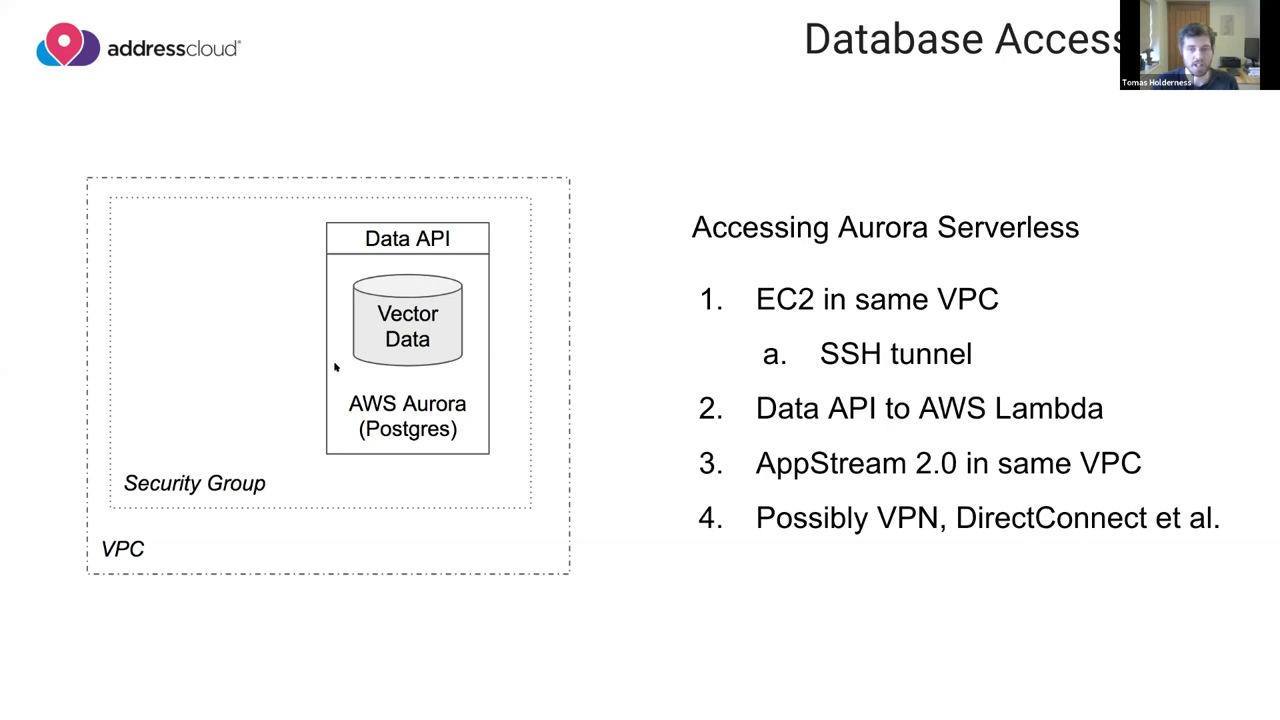 addresscloud®
Database Access
Tomas Holderness
Data API
Vector
Data
AWS Aurora
(Postgres)
Security Group
VPC
Accessing Aurora Serverless
1. EC2 in same VPC
a. SSH tunnel
2. Data API to AWS Lambda
3. AppStream 2.0 in same VPC
4. Possibly VPN, DirectConnect et al.